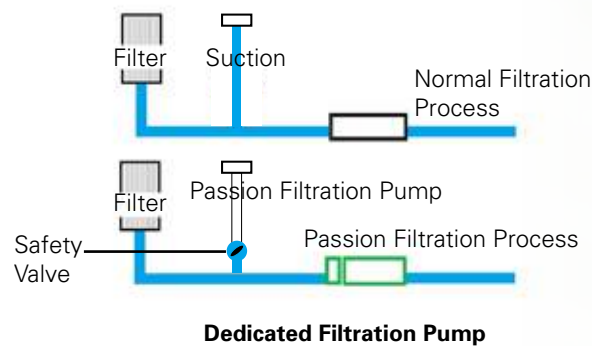 Filter
Suction
Normal Filtration
Process
Filter
Passion Filtration Pump
Safety
Valve
Passion Filtration Process
Dedicated Filtration Pump